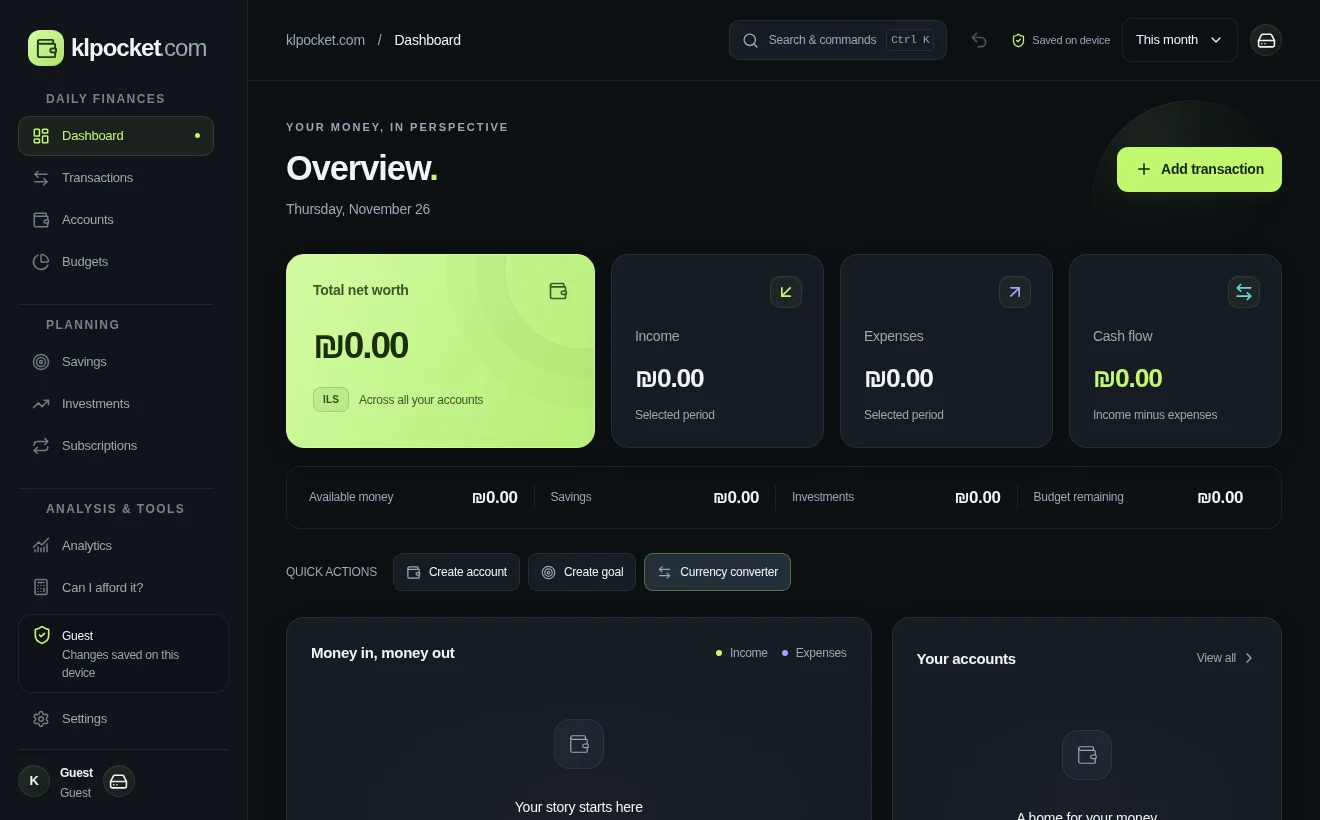 klpocket.com
DAILY FINANCES
Dashboard
Transactions
Accounts
Budgets
PLANNING
Savings
Investments
Subscriptions
ANALYSIS & TOOLS
Analytics
Can I afford it?
Guest
Changes saved on this
device
Settings
K
Guest
Guest
klpocket.com / Dashboard
Search & commands Ctrl K
Saved on device
This month
YOUR MONEY, IN PERSPECTIVE
Overview.
Thursday, November 26
Add transaction
Total net worth
₪0.00
ILS Across all your accounts
Income
₪0.00
Selected period
Expenses
₪0.00
Selected period
Cash flow
₪0.00
Income minus expenses
Available money ₪0.00
Savings ₪0.00
Investments ₪0.00
Budget remaining ₪0.00
QUICK ACTIONS
Create account
Create goal
Currency converter
Money in, money out
Income
Expenses
Your story starts here
Your accounts
View all
A home for your money